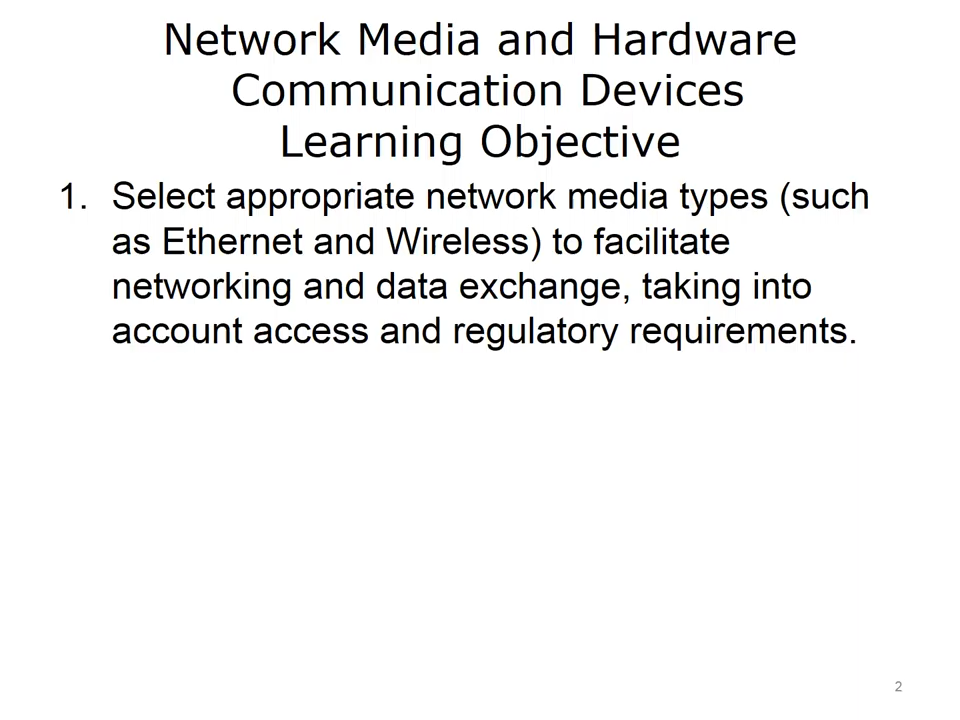 Network Media and Hardware
Communication Devices
Learning Objective
1. Select appropriate network media types (such
as Ethernet and Wireless) to facilitate
networking and data exchange, taking into
account access and regulatory requirements.
2